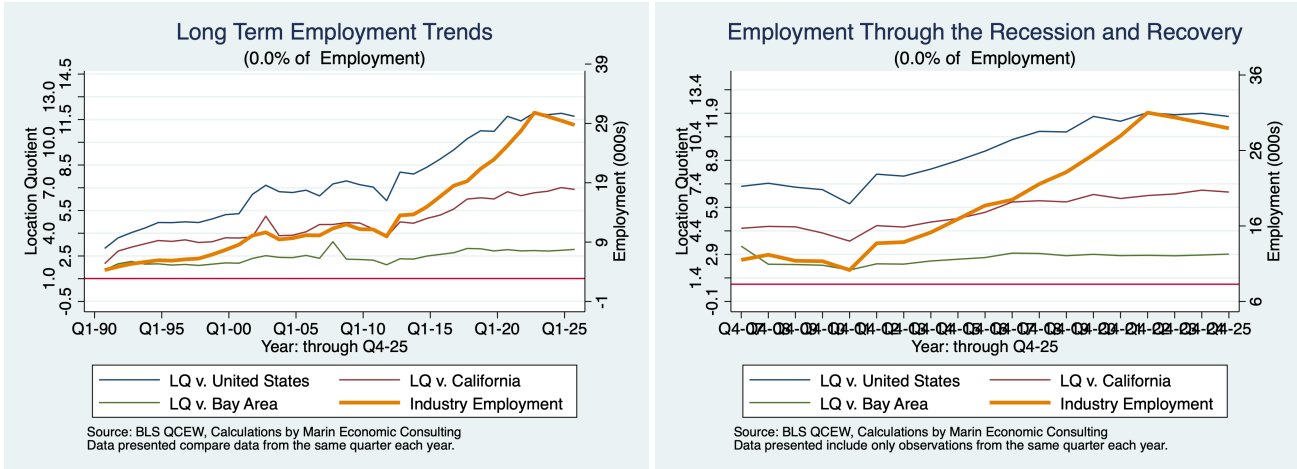 Long Term Employment Trends
(0.0% of Employment)
Location Quotient
14.5
13.0
11.5
10.0
8.5
7.0
5.5
4.0
2.5
1.0
-0.5
39
29
19
9
-1
Employment (000s)
Q1-90 Q1-95 Q1-00 Q1-05 Q1-10 Q1-15 Q1-20 Q1-25
Year: through Q4-25
LQ v. United States LQ v. California
LQ v. Bay Area Industry Employment
Source: BLS QCEW, Calculations by Marin Economic Consulting
Data presented compare data from the same quarter each year.
Employment Through the Recession and Recovery
(0.0% of Employment)
Location Quotient
13.4
11.9
10.4
8.9
7.4
5.9
4.4
2.9
1.4
-0.1
36
26
16
6
Employment (000s)
Year: through Q4-25
LQ v. United States LQ v. California
LQ v. Bay Area Industry Employment
Source: BLS QCEW, Calculations by Marin Economic Consulting
Data presented include only observations from the same quarter each year.